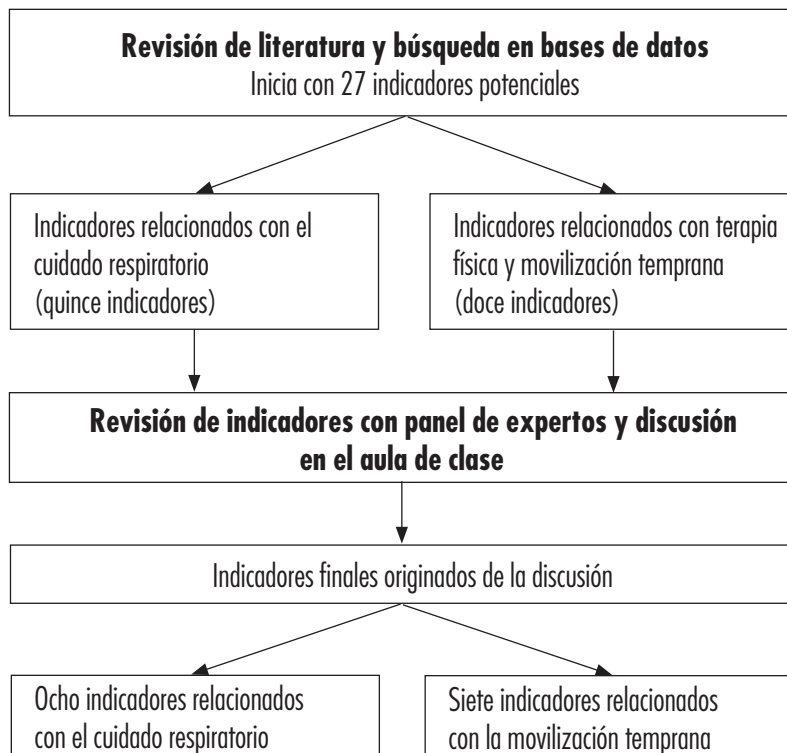 Revisión de literatura y búsqueda en bases de datos
Inicia con 27 indicadores potenciales
Indicadores relacionados con el
cuidado respiratorio
(quince indicadores)
Indicadores relacionados con terapia
física y movilización temprana
(doce indicadores)
Revisión de indicadores con panel de expertos y discusión
en el aula de clase
Indicadores finales originados de la discusión
Ocho indicadores relacionados
con el cuidado respiratorio
Siete indicadores relacionados
con la movilización temprana